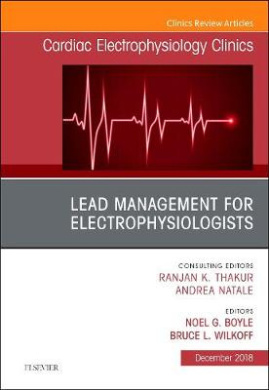 Clinics Review Articles
Cardiac Electrophysiology Clinics
LEAD MANAGEMENT FOR
ELECTROPHYSIOLOGISTS
CONSULTING EDITORS
RANJAN K. THAKUR
ANDREA NATALE
EDITORS
NOEL G. BOYLE
BRUCE L. WILKOFF
ELSEVIER
December 2018